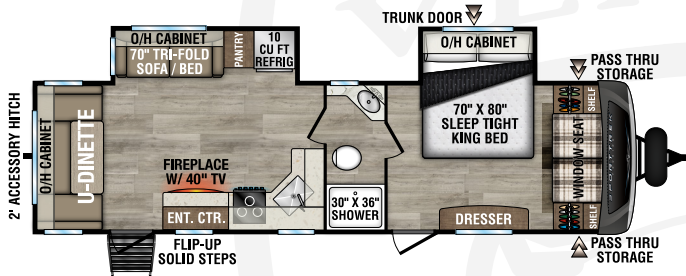 TRUNK DOOR
O/H CABINET
70" TRI-FOLD
SOFA / BED
PANTRY
10
CU FT
REFRIG
O/H CABINET
PASS THRU
STORAGE
2' ACCESSORY HITCH
O/H CABINET
U-DINETTE
70" X 80"
SLEEP TIGHT
KING BED
SHELF
WINDOW SEAT
SPORTTREK
FIREPLACE
W/ 40" TV
30" X 36"
SHOWER
ENT. CTR.
DRESSER
SHELF
FLIP-UP
SOLID STEPS
PASS THRU
STORAGE